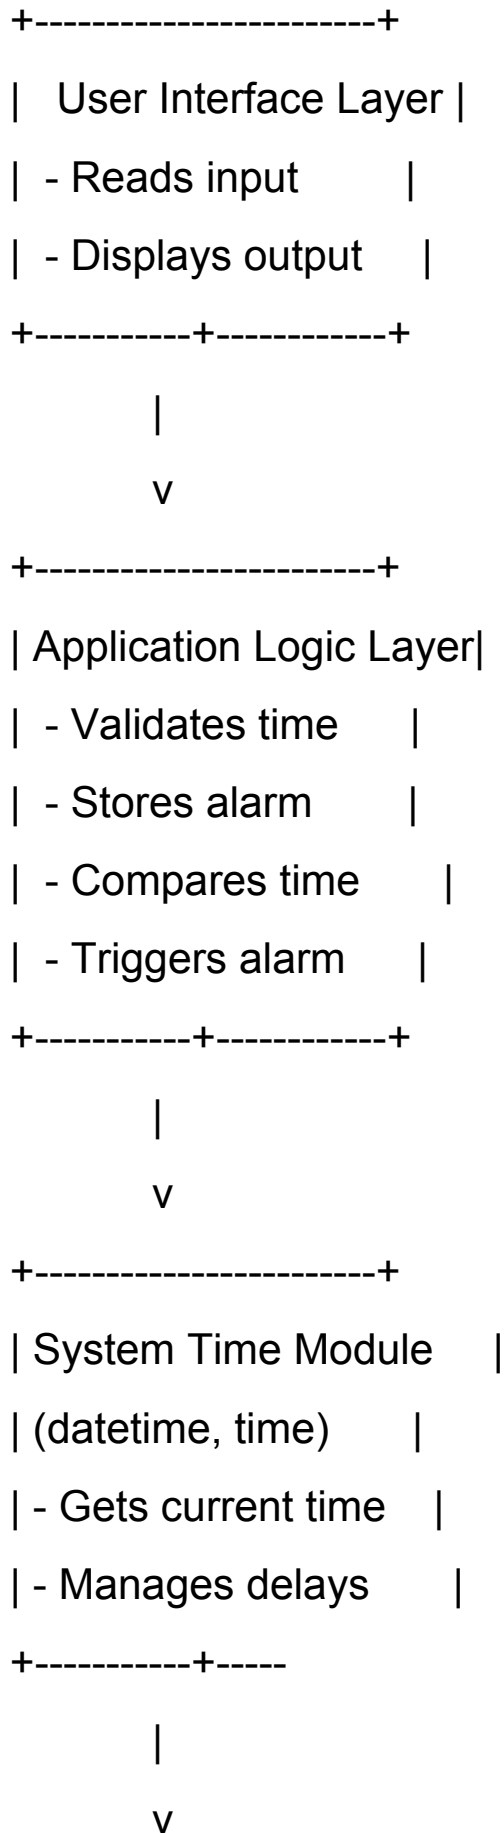 +------------------------+
|   User Interface Layer |
|  - Reads input         |
|  - Displays output     |
+-----------+------------+
            |
            v
+------------------------+
| Application Logic Layer|
|  - Validates time      |
|  - Stores alarm        |
|  - Compares time       |
|  - Triggers alarm      |
+-----------+------------+
            |
            v
+------------------------+
| System Time Module     |
| (datetime, time)       |
| - Gets current time    |
| - Manages delays       |
+-----------+-----
            |
            v